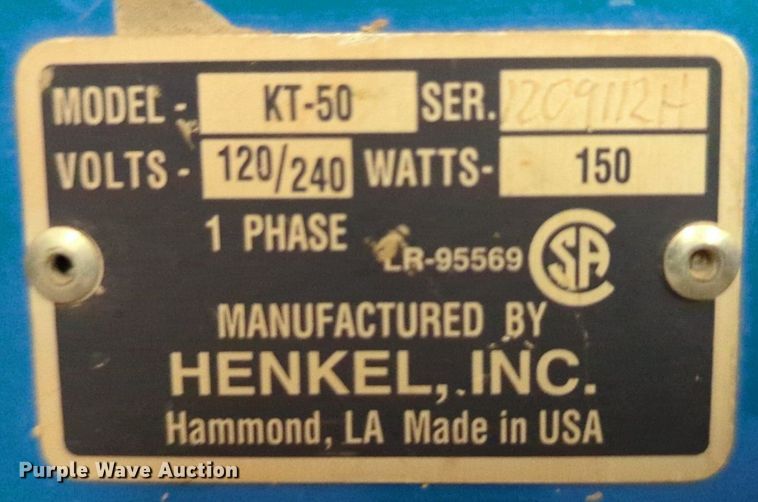 MODEL - KT-50 SER. 1209112H
VOLTS - 120/240 WATTS- 150
1 PHASE LR-95569 CSA
MANUFACTURED BY
HENKEL, INC.
Hammond, LA Made in USA
Purple Wave Auction